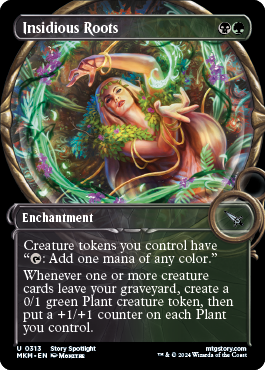 Insidious Roots
Enchantment
Creature tokens you control have
“: Add one mana of any color.”
Whenever one or more creature
cards leave your graveyard, create a
0/1 green Plant creature token, then
put a +1/+1 counter on each Plant
you control.
U 0313 Story Spotlight mtgstory.com
MKM • EN ™ & © 2024 Wizards of the Coast